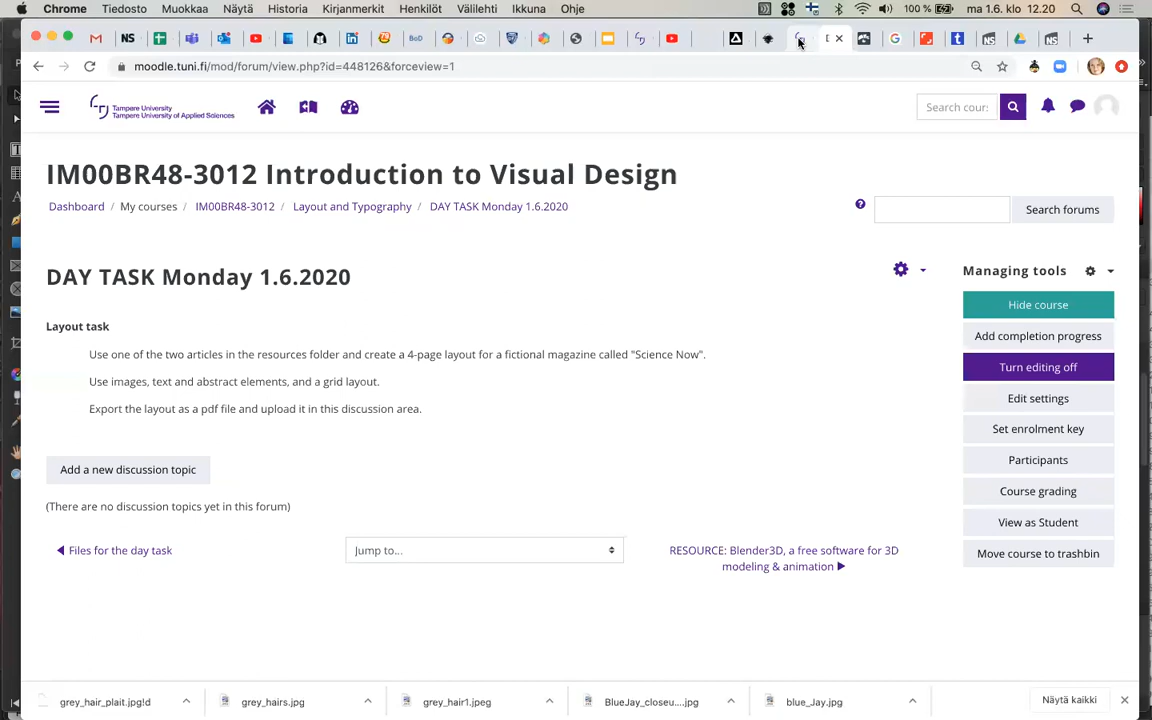 Chrome Tiedosto Muokkaa Näytä Historia Kirjanmerkit Henkilöt Välilehti Ikkuna Ohje 100 % ma 1.6. klo 12.20
NS BoD G t NS NS
moodle.tuni.fi/mod/forum/view.php?id=448126&forceview=1
Tampere University
Tampere University of Applied Sciences
Search cour:
IM00BR48-3012 Introduction to Visual Design
Dashboard / My courses / IM00BR48-3012 / Layout and Typography / DAY TASK Monday 1.6.2020
Search forums
DAY TASK Monday 1.6.2020
Managing tools
Hide course
Layout task
Add completion progress
Use one of the two articles in the resources folder and create a 4-page layout for a fictional magazine called "Science Now".
Turn editing off
Use images, text and abstract elements, and a grid layout.
Edit settings
Export the layout as a pdf file and upload it in this discussion area.
Set enrolment key
Participants
Add a new discussion topic
Course grading
(There are no discussion topics yet in this forum)
View as Student
Files for the day task
Jump to...
RESOURCE: Blender3D, a free software for 3D
modeling & animation
Move course to trashbin
grey_hair_plait.jpg!d grey_hairs.jpg grey_hair1.jpeg BlueJay_closeu....jpg blue_Jay.jpg Näytä kaikki